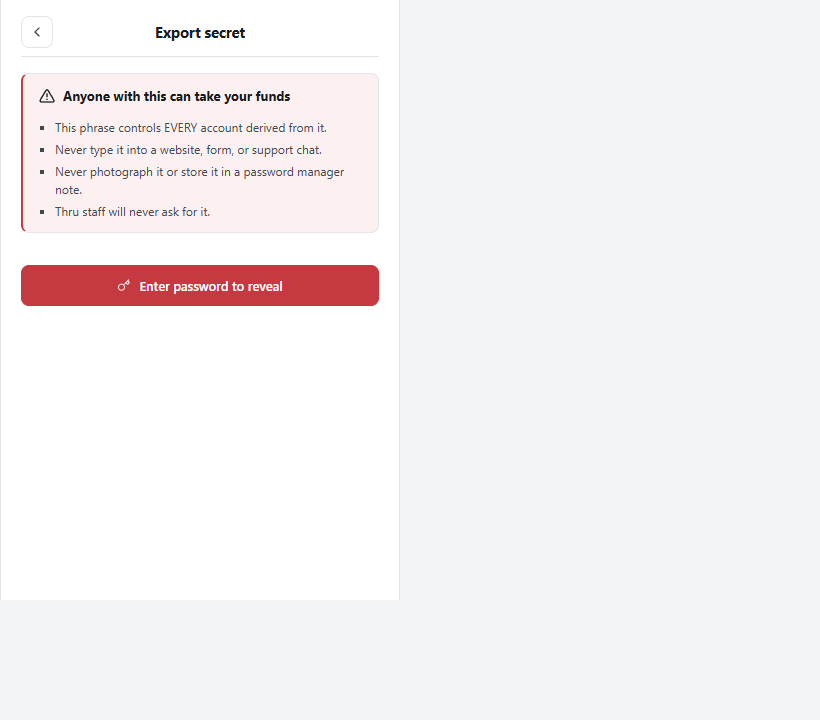 Export secret
Anyone with this can take your funds
This phrase controls EVERY account derived from it.
Never type it into a website, form, or support chat.
Never photograph it or store it in a password manager
note.
Thru staff will never ask for it.
Enter password to reveal